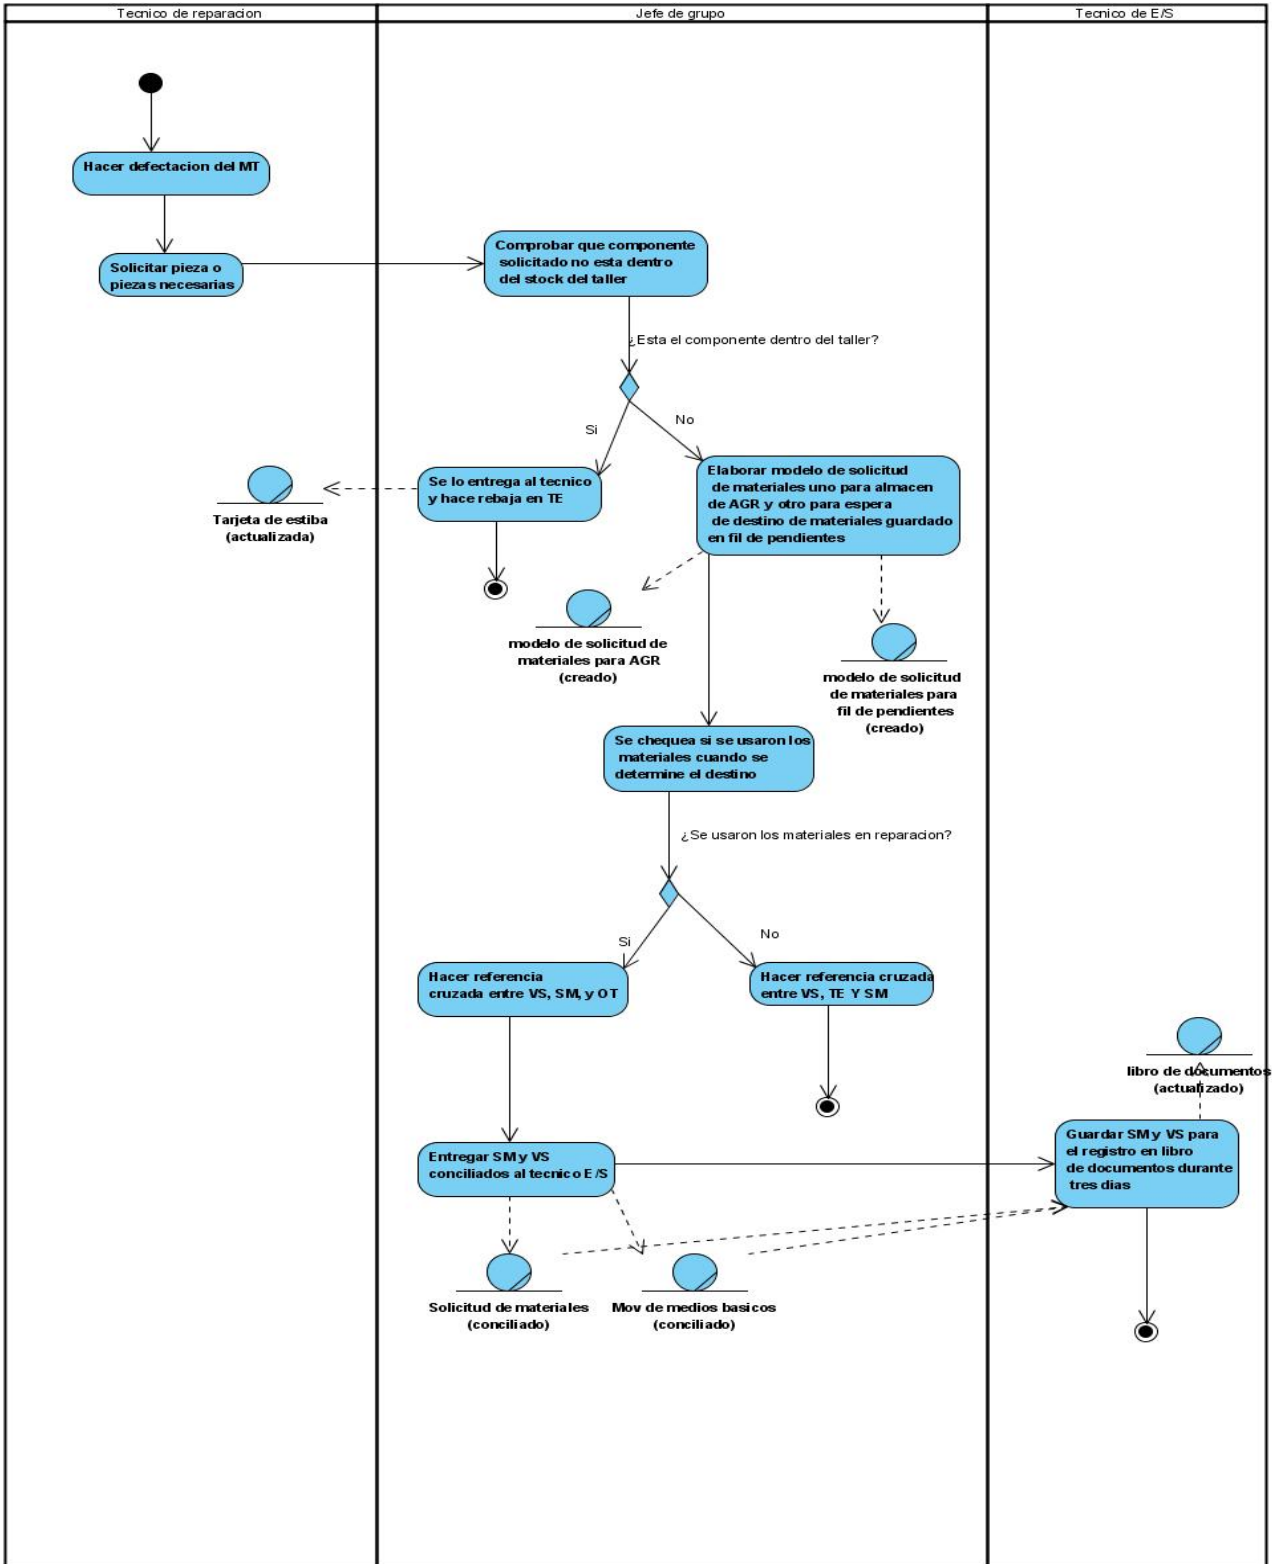 Tecnico de reparacion
Jefe de grupo
Tecnico de E/S
Hacer defectacion del MT
Solicitar pieza o
piezas necesarias
Comprobar que componente
solicitado no esta dentro
del stock del taller
¿Esta el componente dentro del taller?
Si
No
Se lo entrega al tecnico
y hace rebaja en TE
Tarjeta de estiba
(actualizada)
Elaborar modelo de solicitud
de materiales uno para almacen
de AGR y otro para espera
de destino de materiales guardado
en fil de pendientes
modelo de solicitud de
materiales para AGR
(creado)
modelo de solicitud
de materiales para
fil de pendientes
(creado)
Se chequea si se usaron los
materiales cuando se
determine el destino
¿Se usaron los materiales en reparacion?
Si
No
Hacer referencia
cruzada entre VS, SM, y OT
Hacer referencia cruzada
entre VS, TE Y SM
libro de documentos
(actualizado)
Entregar SM y VS
conciliados al tecnico E/S
Guardar SM y VS para
el registro en libro
de documentos durante
tres dias
Solicitud de materiales
(conciliado)
Mov de medios basicos
(conciliado)